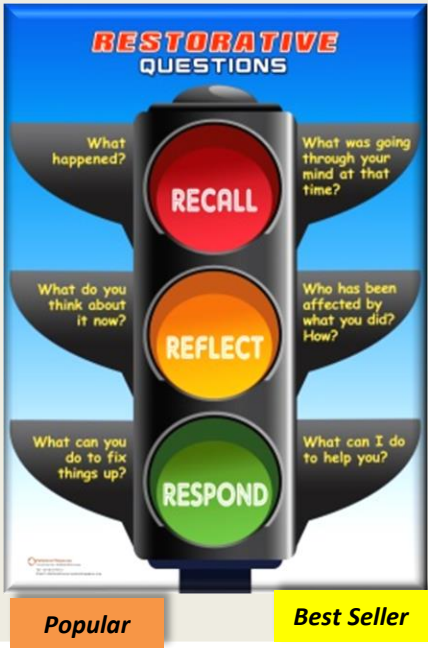 RESTORATIVE
QUESTIONS
What
happened?
What was going
through your
mind at that
time?
RECALL
What do you
think about
it now?
Who has been
affected by
what you did?
How?
REFLECT
What can you
do to fix
things up?
What can I do
to help you?
RESPOND
Popular
Best Seller